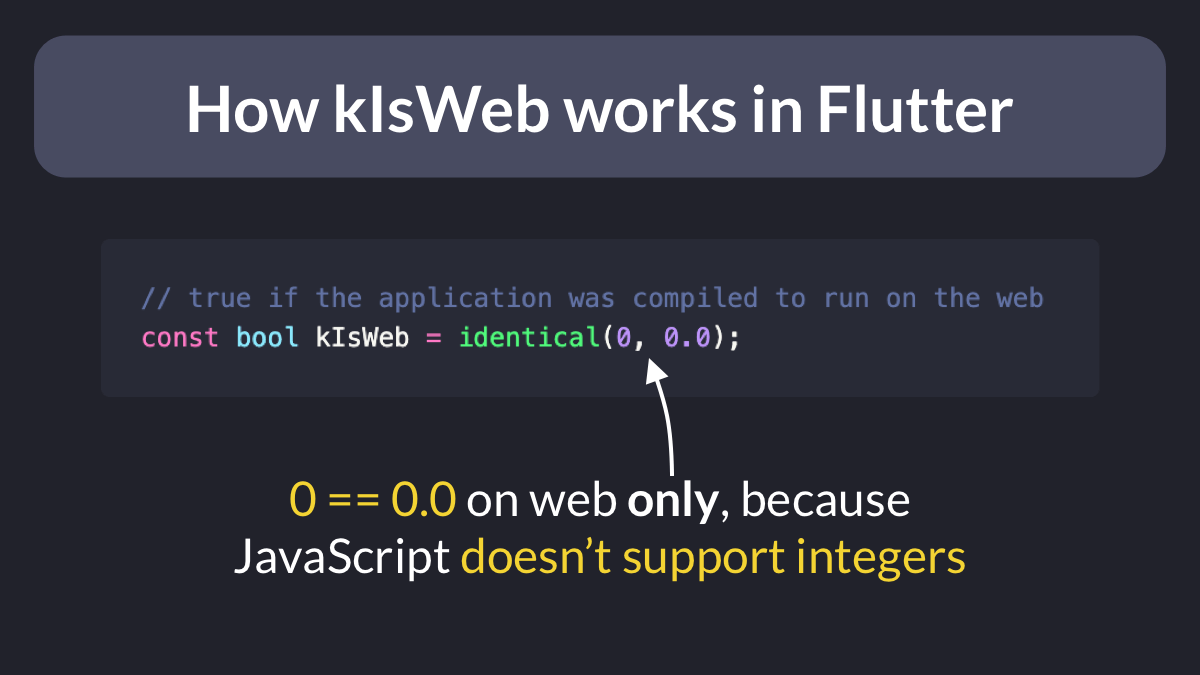 How kIsWeb works in Flutter
// true if the application was compiled to run on the web
const bool kIsWeb = identical(0, 0.0);
0 == 0.0 on web only, because
JavaScript doesn’t support integers